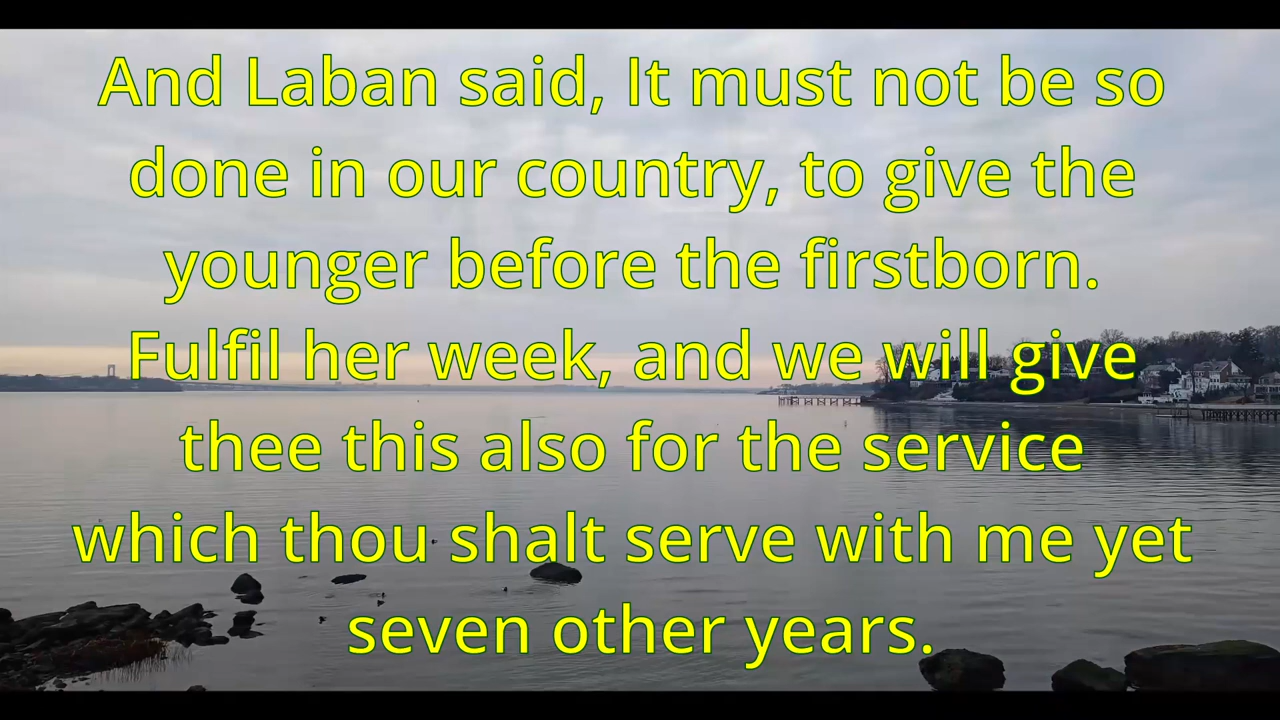 And Laban said, It must not be so
done in our country, to give the
younger before the firstborn.
Fulfil her week, and we will give
thee this also for the service
which thou shalt serve with me yet
seven other years.